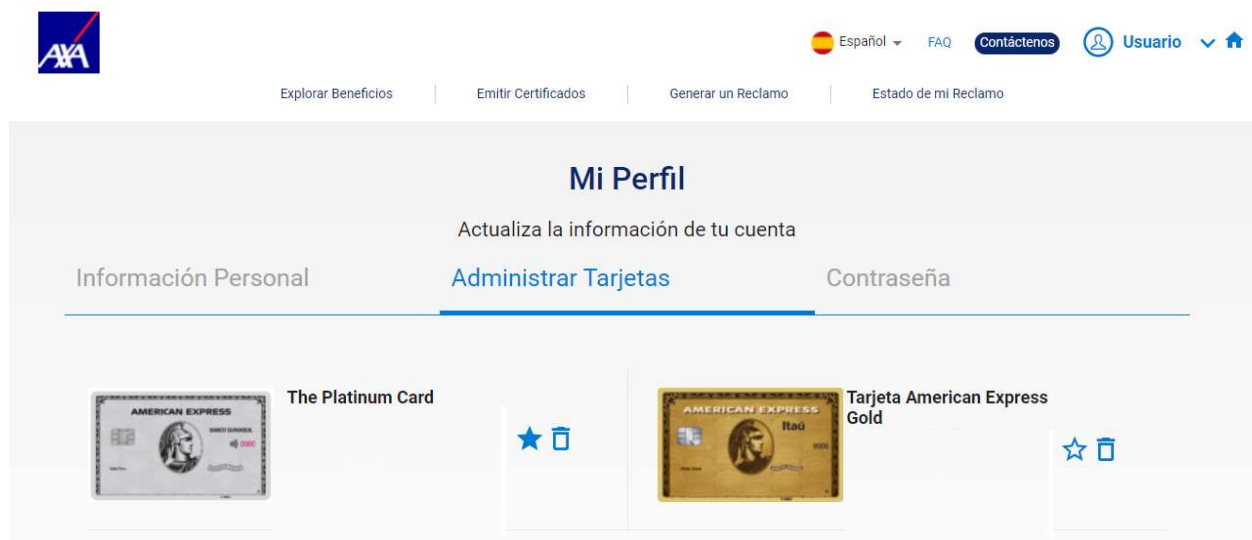 AXA
Español
FAQ
Contáctenos
Usuario
Explorar Beneficios
Emitir Certificados
Generar un Reclamo
Estado de mi Reclamo
Mi Perfil
Actualiza la información de tu cuenta
Información Personal
Administrar Tarjetas
Contraseña
AMERICAN EXPRESS
The Platinum Card
AMERICAN EXPRESS
Itaú
Tarjeta American Express
Gold